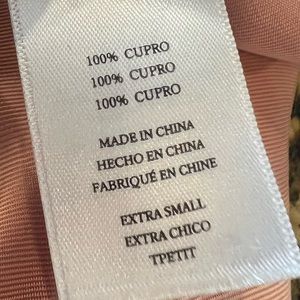 100% CUPRO
100% CUPRO
100% CUPRO
MADE IN CHINA
HECHO EN CHINA
FABRIQUÉ EN CHINE
EXTRA SMALL
EXTRA CHICO
TPETIT